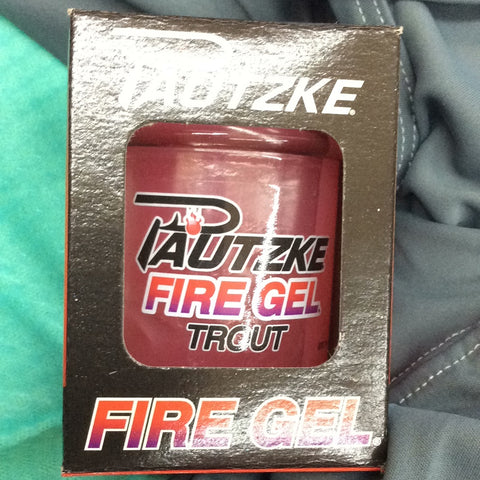 PAUTZKE®
PAUTZKE
FIRE GEL
TROUT
FIRE GEL®